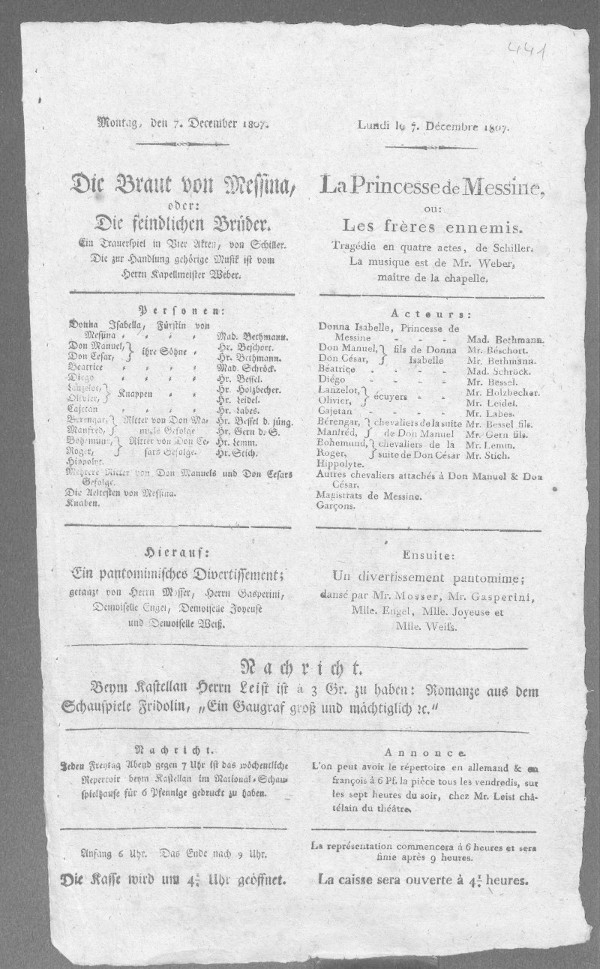 441
Montag, den 7. December 1807.
Die Braut von Messina,
oder:
Die feindlichen Brüder.
Ein Trauerspiel in Vier Akten, von Schiller.
Die zur Handlung gehörige Musik ist vom
Herrn Kapellmeister Weber.
Personen:
Donna Isabella, Fürstin von
Messina - - - - Mad. Bethmann.
Don Manuel, } ihre Söhne - Hr. Beschort.
Don Cesar, } Hr. Bethmann.
Beatrice - - - - Mad. Schröck.
Diego - - - - Hr. Bessel.
Lanzelot, } Knappen - - Hr. Holzbecher.
Olivier, } Hr. Leidel.
Cajetan - - - - Hr. Labes.
Berengar, } Ritter von Don Ma- Hr. Bessel d. jüng.
Manfred, } nuels Gefolge Hr. Gern d. S.
Bohemund, } Ritter von Don Ce- Hr. Lemm.
Roger, } sars Gefolge. Hr. Stich.
Hippolyt.
Mehrere Ritter von Don Manuels und Don Cesars
Gefolge.
Die Aeltesten von Messina.
Knaben.
Hierauf:
Ein pantomimisches Divertissement;
getanzt von Herrn Mosser, Herrn Gasperini,
Demoiselle Engel, Demoiselle Joyeuse
und Demoiselle Weiß.
Lundi le 7. Décembre 1807.
La Princesse de Messine,
ou:
Les frères ennemis.
Tragédie en quatre actes, de Schiller.
La musique est de Mr. Weber,
maître de la chapelle.
Acteurs:
Donna Isabelle, Princesse de
Messine - - - Mad. Bethmann.
Don Manuel, } fils de Donna Mr. Béschort.
Don César, } Isabelle Mr. Bethmann.
Béatrice - - - - Mad. Schröck.
Diégo - - - - Mr. Bessel.
Lanzelot, } écuyers - - Mr. Holzbecher.
Olivier, } Mr. Leidel.
Cajetan - - - - Mr. Labes.
Bérengar, } chevaliers de la suite Mr. Bessel fils.
Manfréd, } de Don Manuel Mr. Gern fils.
Bohemund, } chevaliers de la Mr. Lemm.
Roger, } suite de Don César Mr. Stich.
Hippolyte.
Autres chevaliers attachés à Don Manuel & Don
César.
Magistrats de Messine.
Garçons.
Ensuite:
Un divertissement pantomime;
dansé par Mr. Mosser, Mr. Gasperini,
Mlle. Engel, Mlle. Joyeuse et
Mlle. Weiſs.
Nachricht.
Beym Kastellan Herrn Leist ist à 3 Gr. zu haben: Romanze aus dem
Schauspiele Fridolin, „Ein Gaugraf groß und mächtiglich ꝛc.“
Nachricht.
Jeden Freytag Abend gegen 7 Uhr ist das wöchentliche
Repertoir beym Kastellan im National-Schau-
spielhause für 6 Pfennige gedruckt zu haben.
Annonce.
L'on peut avoir le répertoire en allemand & en
françois à 6 Pf. la pièce tous les vendredis, sur
les sept heures du soir, chez Mr. Leist châ-
telain du théâtre.
Anfang 6 Uhr. Das Ende nach 9 Uhr.
Die Kasse wird um 4½ Uhr geöffnet.
La représentation commencera à 6 heures et sera
finie après 9 heures.
La caisse sera ouverte à 4½ heures.